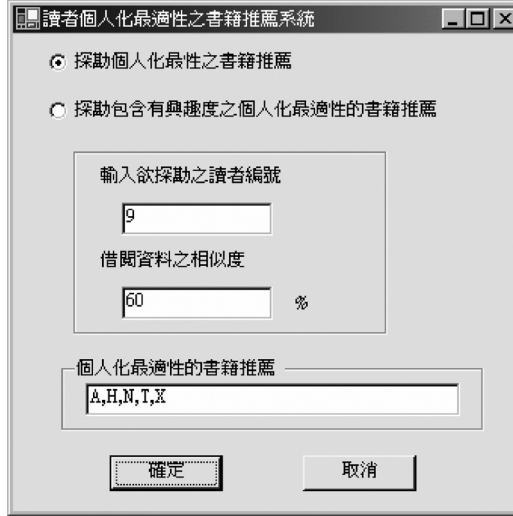 讀者個人化最適性之書籍推薦系統
探勘個人化最性之書籍推薦
探勘包含有興趣度之個人化最適性的書籍推薦
輸入欲探勘之讀者編號
9
借閱資料之相似度
60 %
個人化最適性的書籍推薦
A,H,N,T,X
確定 取消